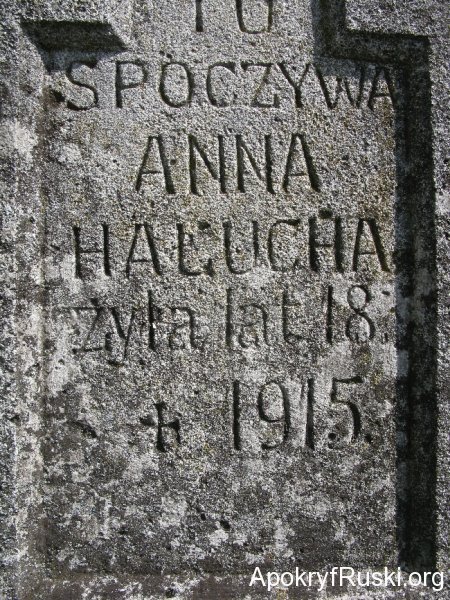 TU
SPOCZYWA
ANNA
HAŁUCHA
żyła lat 18.
✝ 1915.
ApokryfRuski.org